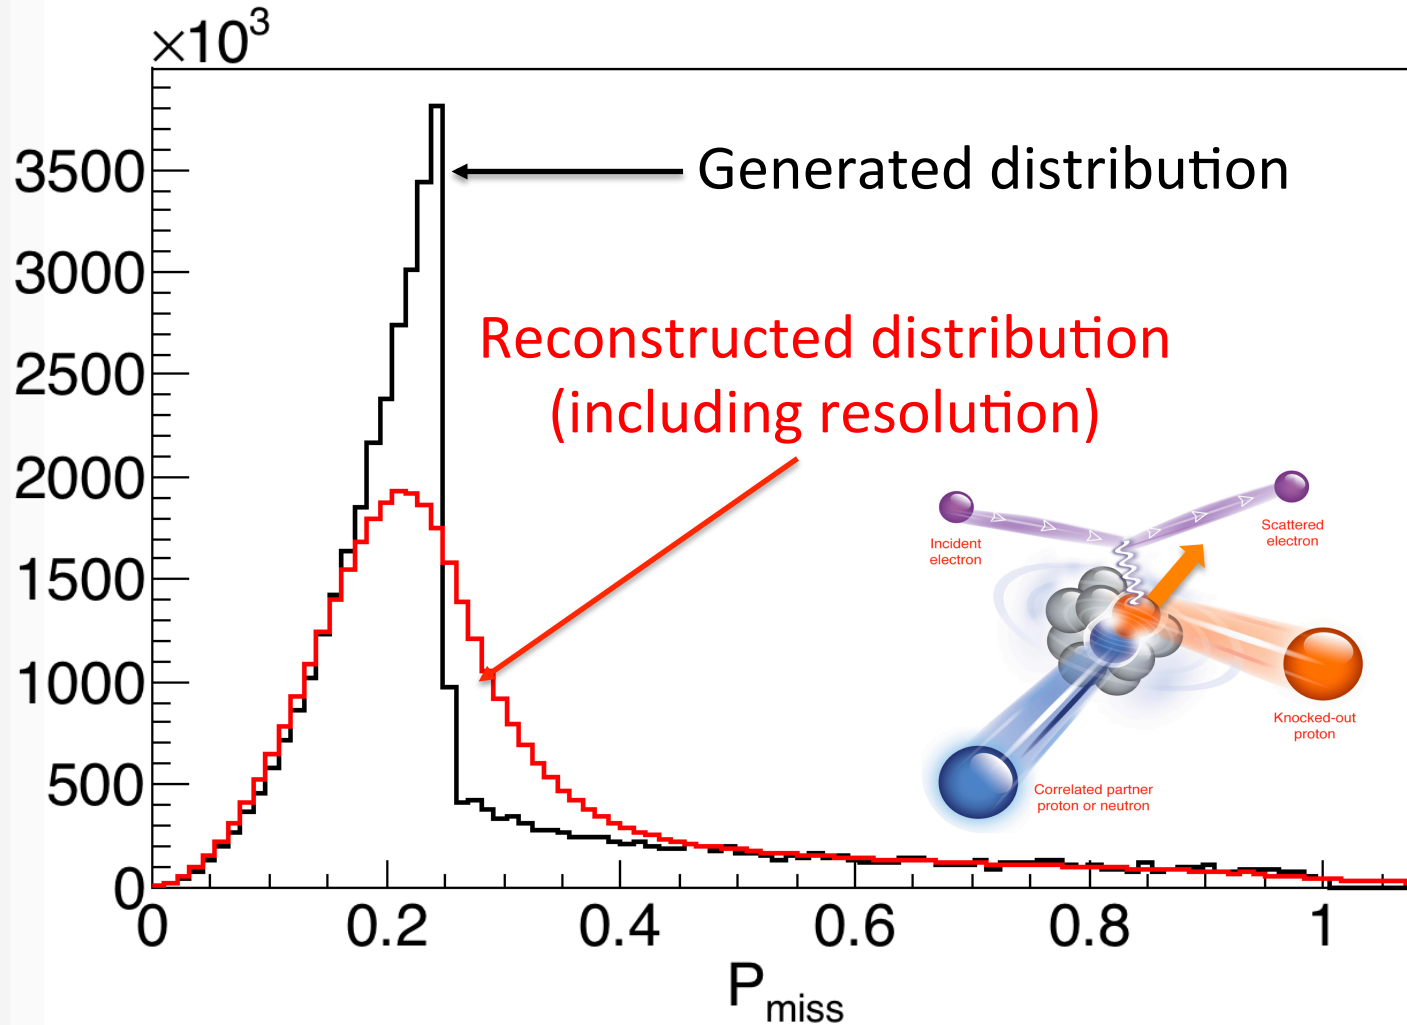 ×10³
3500
3000
2500
2000
1500
1000
500
0
0 0.2 0.4 0.6 0.8 1
P_miss
Generated distribution
Reconstructed distribution
(including resolution)
Incident
electron
Scattered
electron
Knocked-out
proton
Correlated partner
proton or neutron